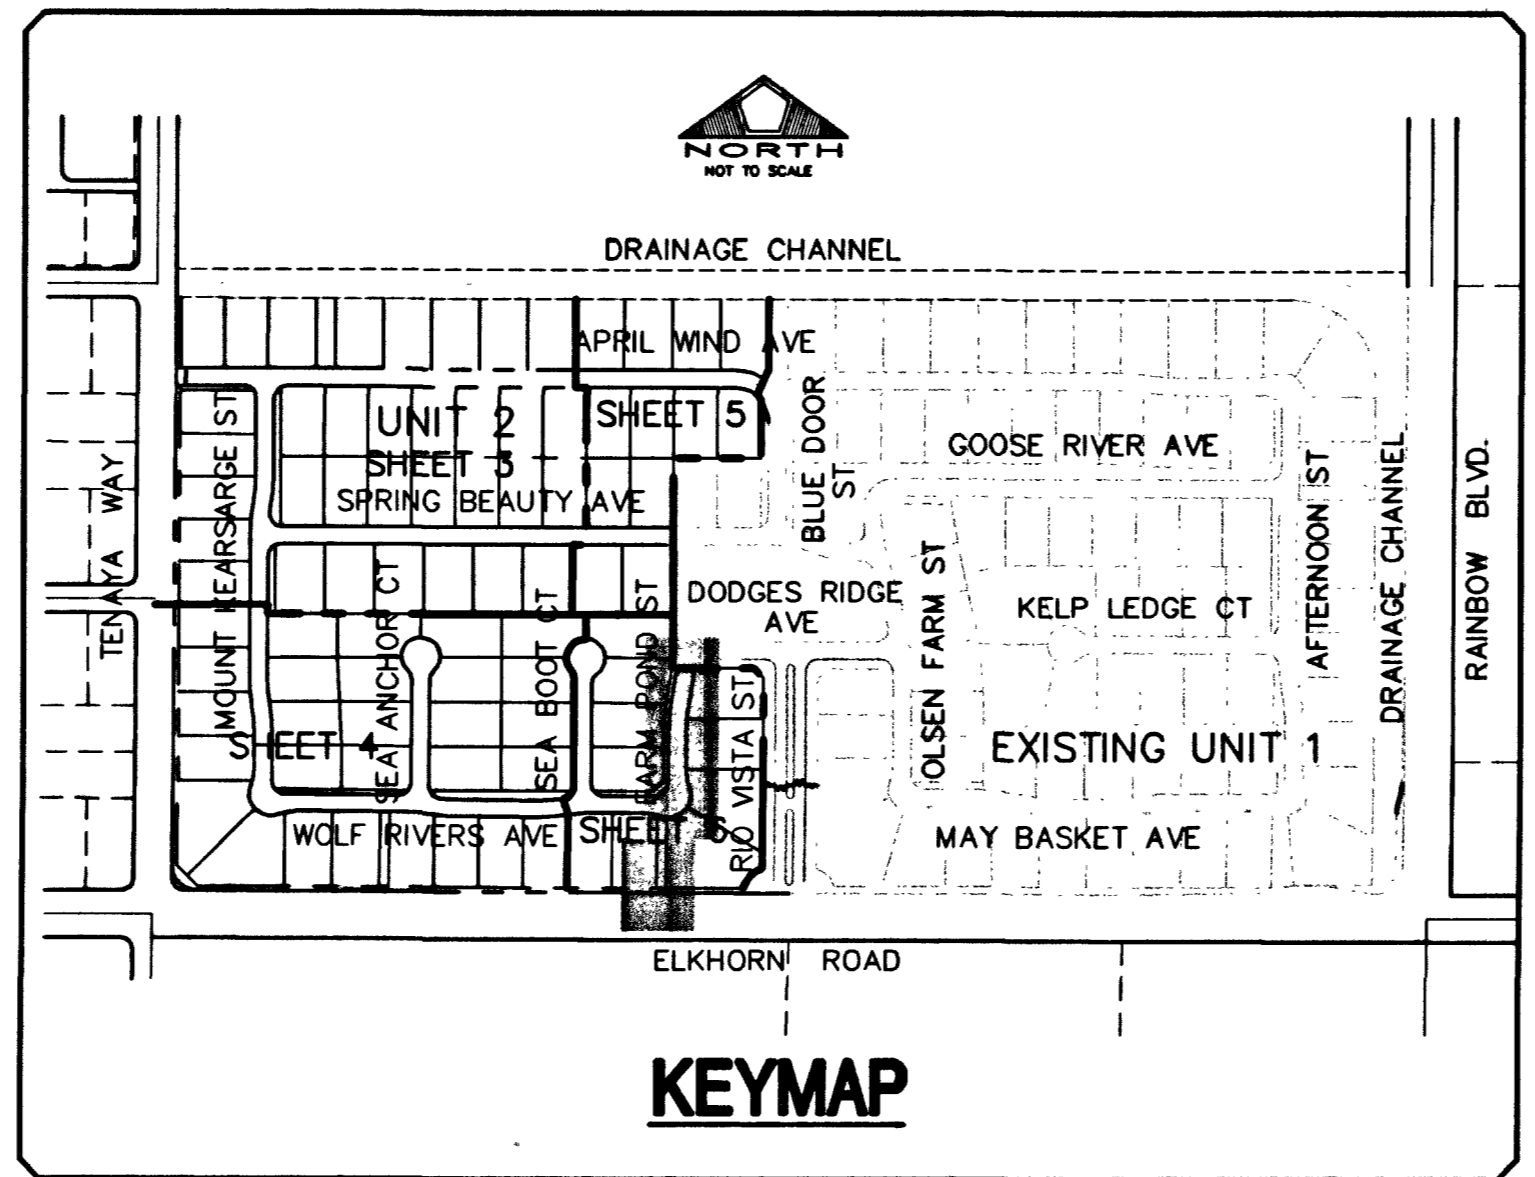 NORTH
NOT TO SCALE
DRAINAGE CHANNEL
APRIL WIND AVE
UNIT 2
SHEET 3
SHEET 5
SPRING BEAUTY AVE
BLUE DOOR
ST
GOOSE RIVER AVE
TENAYA WAY
MOUNT KEARSARGE ST
SEA ANCHOR CT
SEA BOOT CT
FARM POND ST
DODGES RIDGE
AVE
OLSEN FARM ST
KELP LEDGE CT
AFTERNOON ST
DRAINAGE CHANNEL
RAINBOW BLVD.
SHEET 4
RIO VISTA ST
EXISTING UNIT 1
WOLF RIVERS AVE
SHEET 6
MAY BASKET AVE
ELKHORN ROAD
KEYMAP